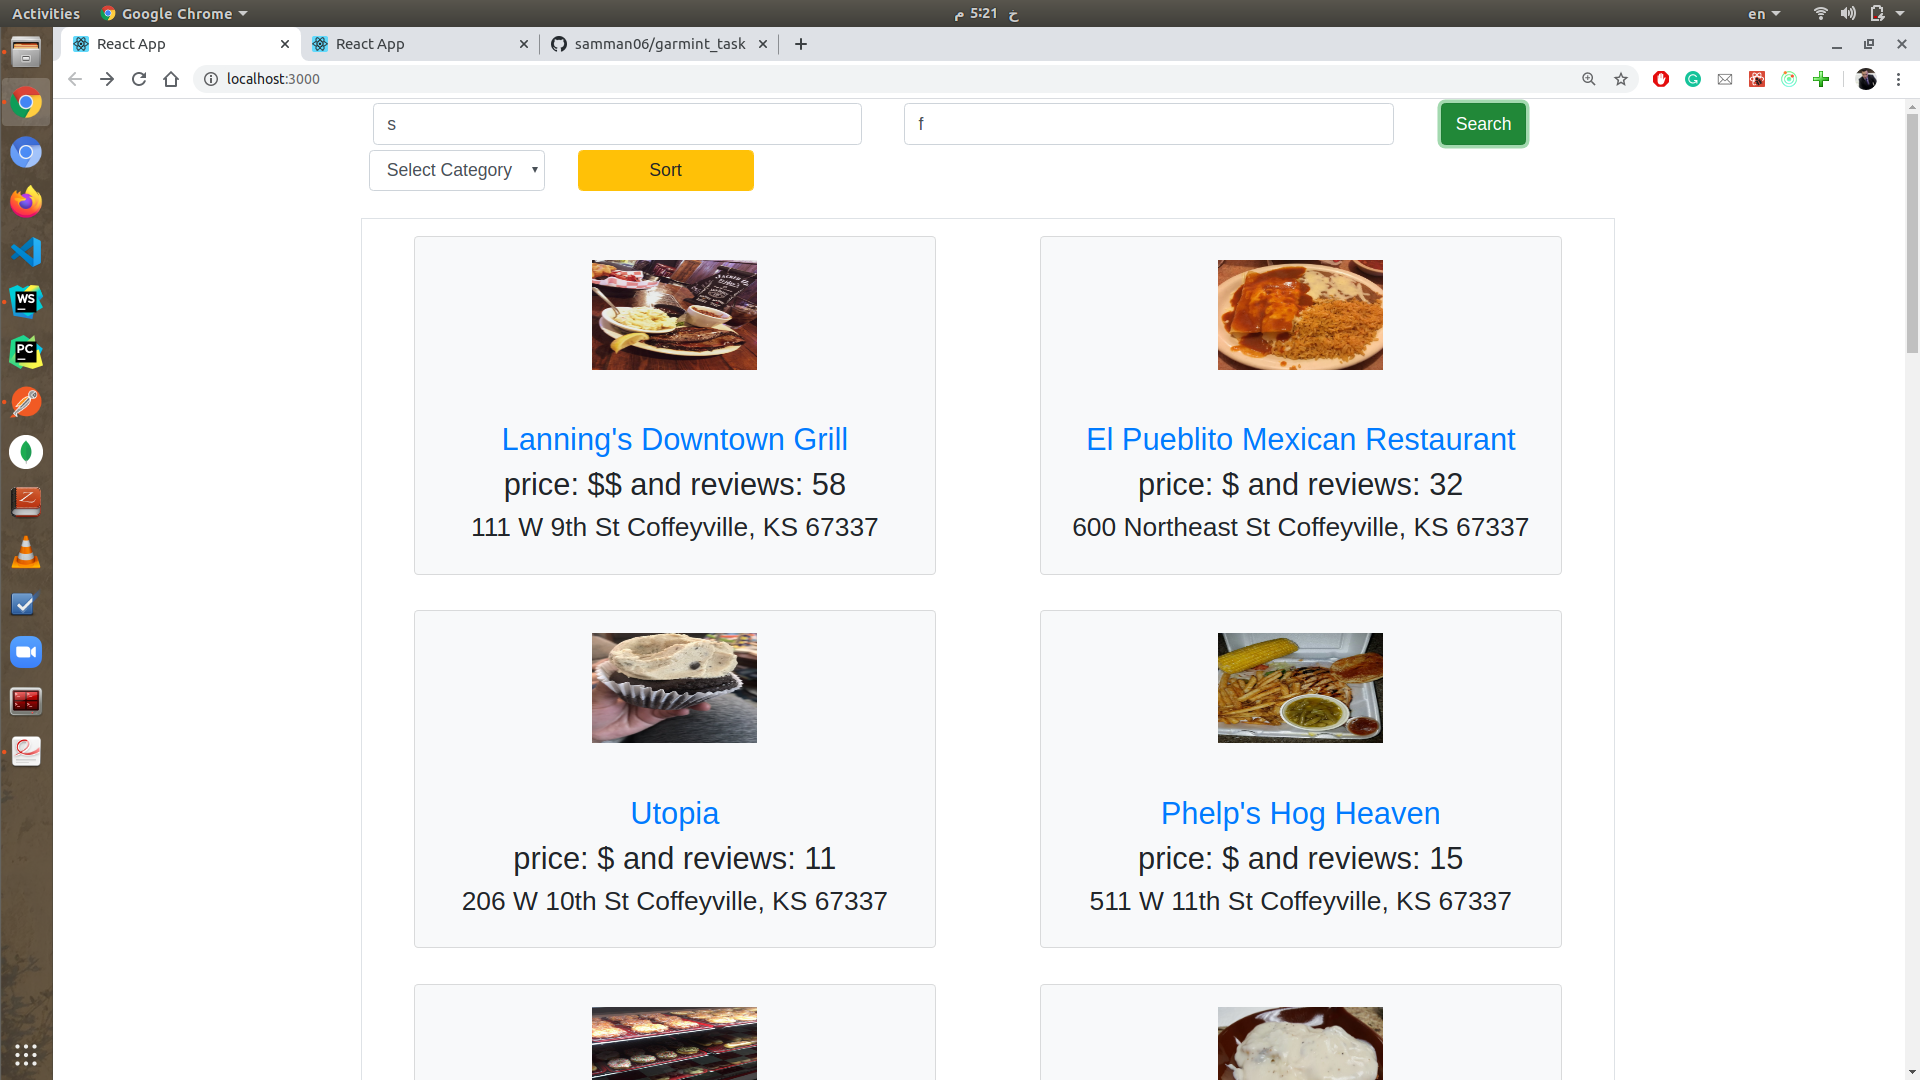 Activities
Google Chrome
خ 5:21 م
en
React App
React App
samman06/garmint_task
localhost:3000
s
f
Search
Select Category
Sort
Lanning's Downtown Grill
price: $$ and reviews: 58
111 W 9th St Coffeyville, KS 67337
El Pueblito Mexican Restaurant
price: $ and reviews: 32
600 Northeast St Coffeyville, KS 67337
Utopia
price: $ and reviews: 11
206 W 10th St Coffeyville, KS 67337
Phelp's Hog Heaven
price: $ and reviews: 15
511 W 11th St Coffeyville, KS 67337
WS
PC